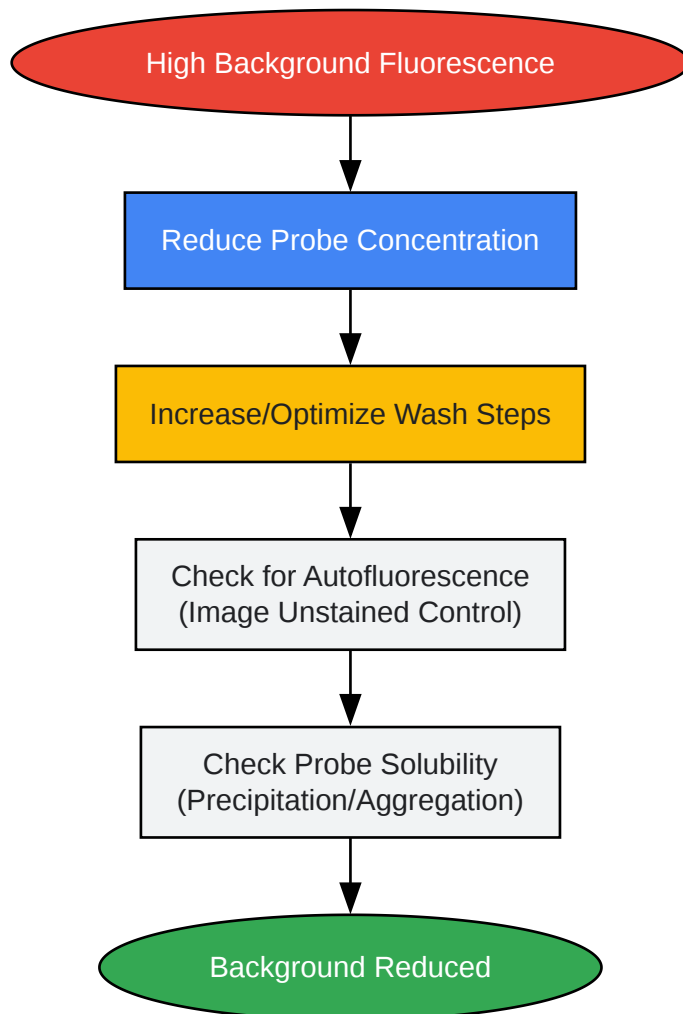 High Background Fluorescence
Reduce Probe Concentration
Increase/Optimize Wash Steps
Check for Autofluorescence
(Image Unstained Control)
Check Probe Solubility
(Precipitation/Aggregation)
Background Reduced